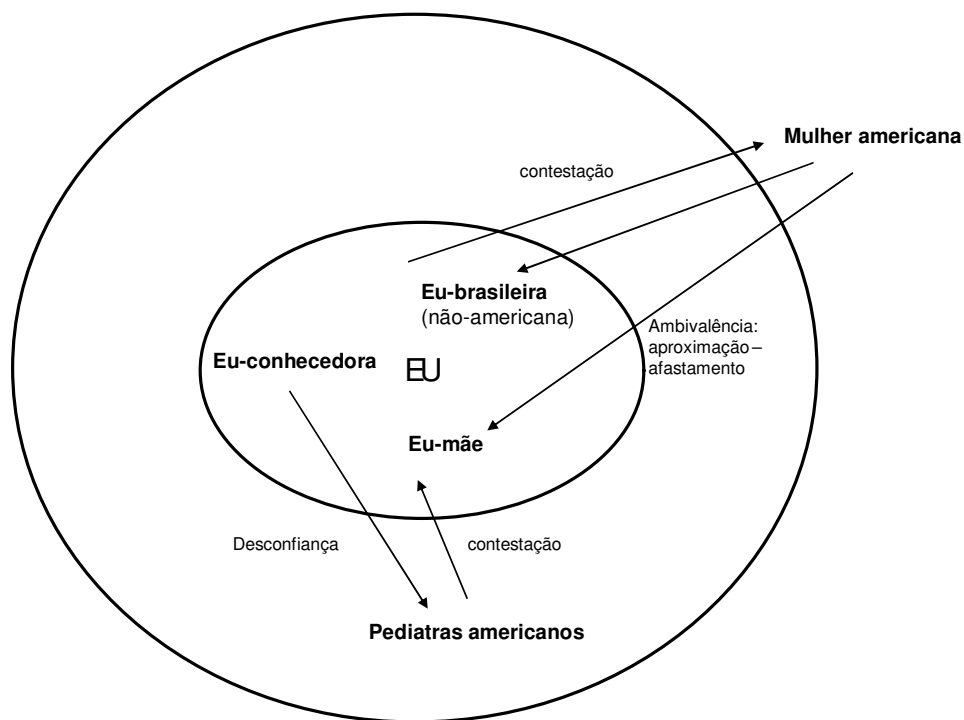 Mulher americana
contestação
Eu-brasileira
(não-americana)
Ambivalência:
aproximação –
afastamento
Eu-conhecedora
EU
Eu-mãe
Desconfiança
contestação
Pediatras americanos